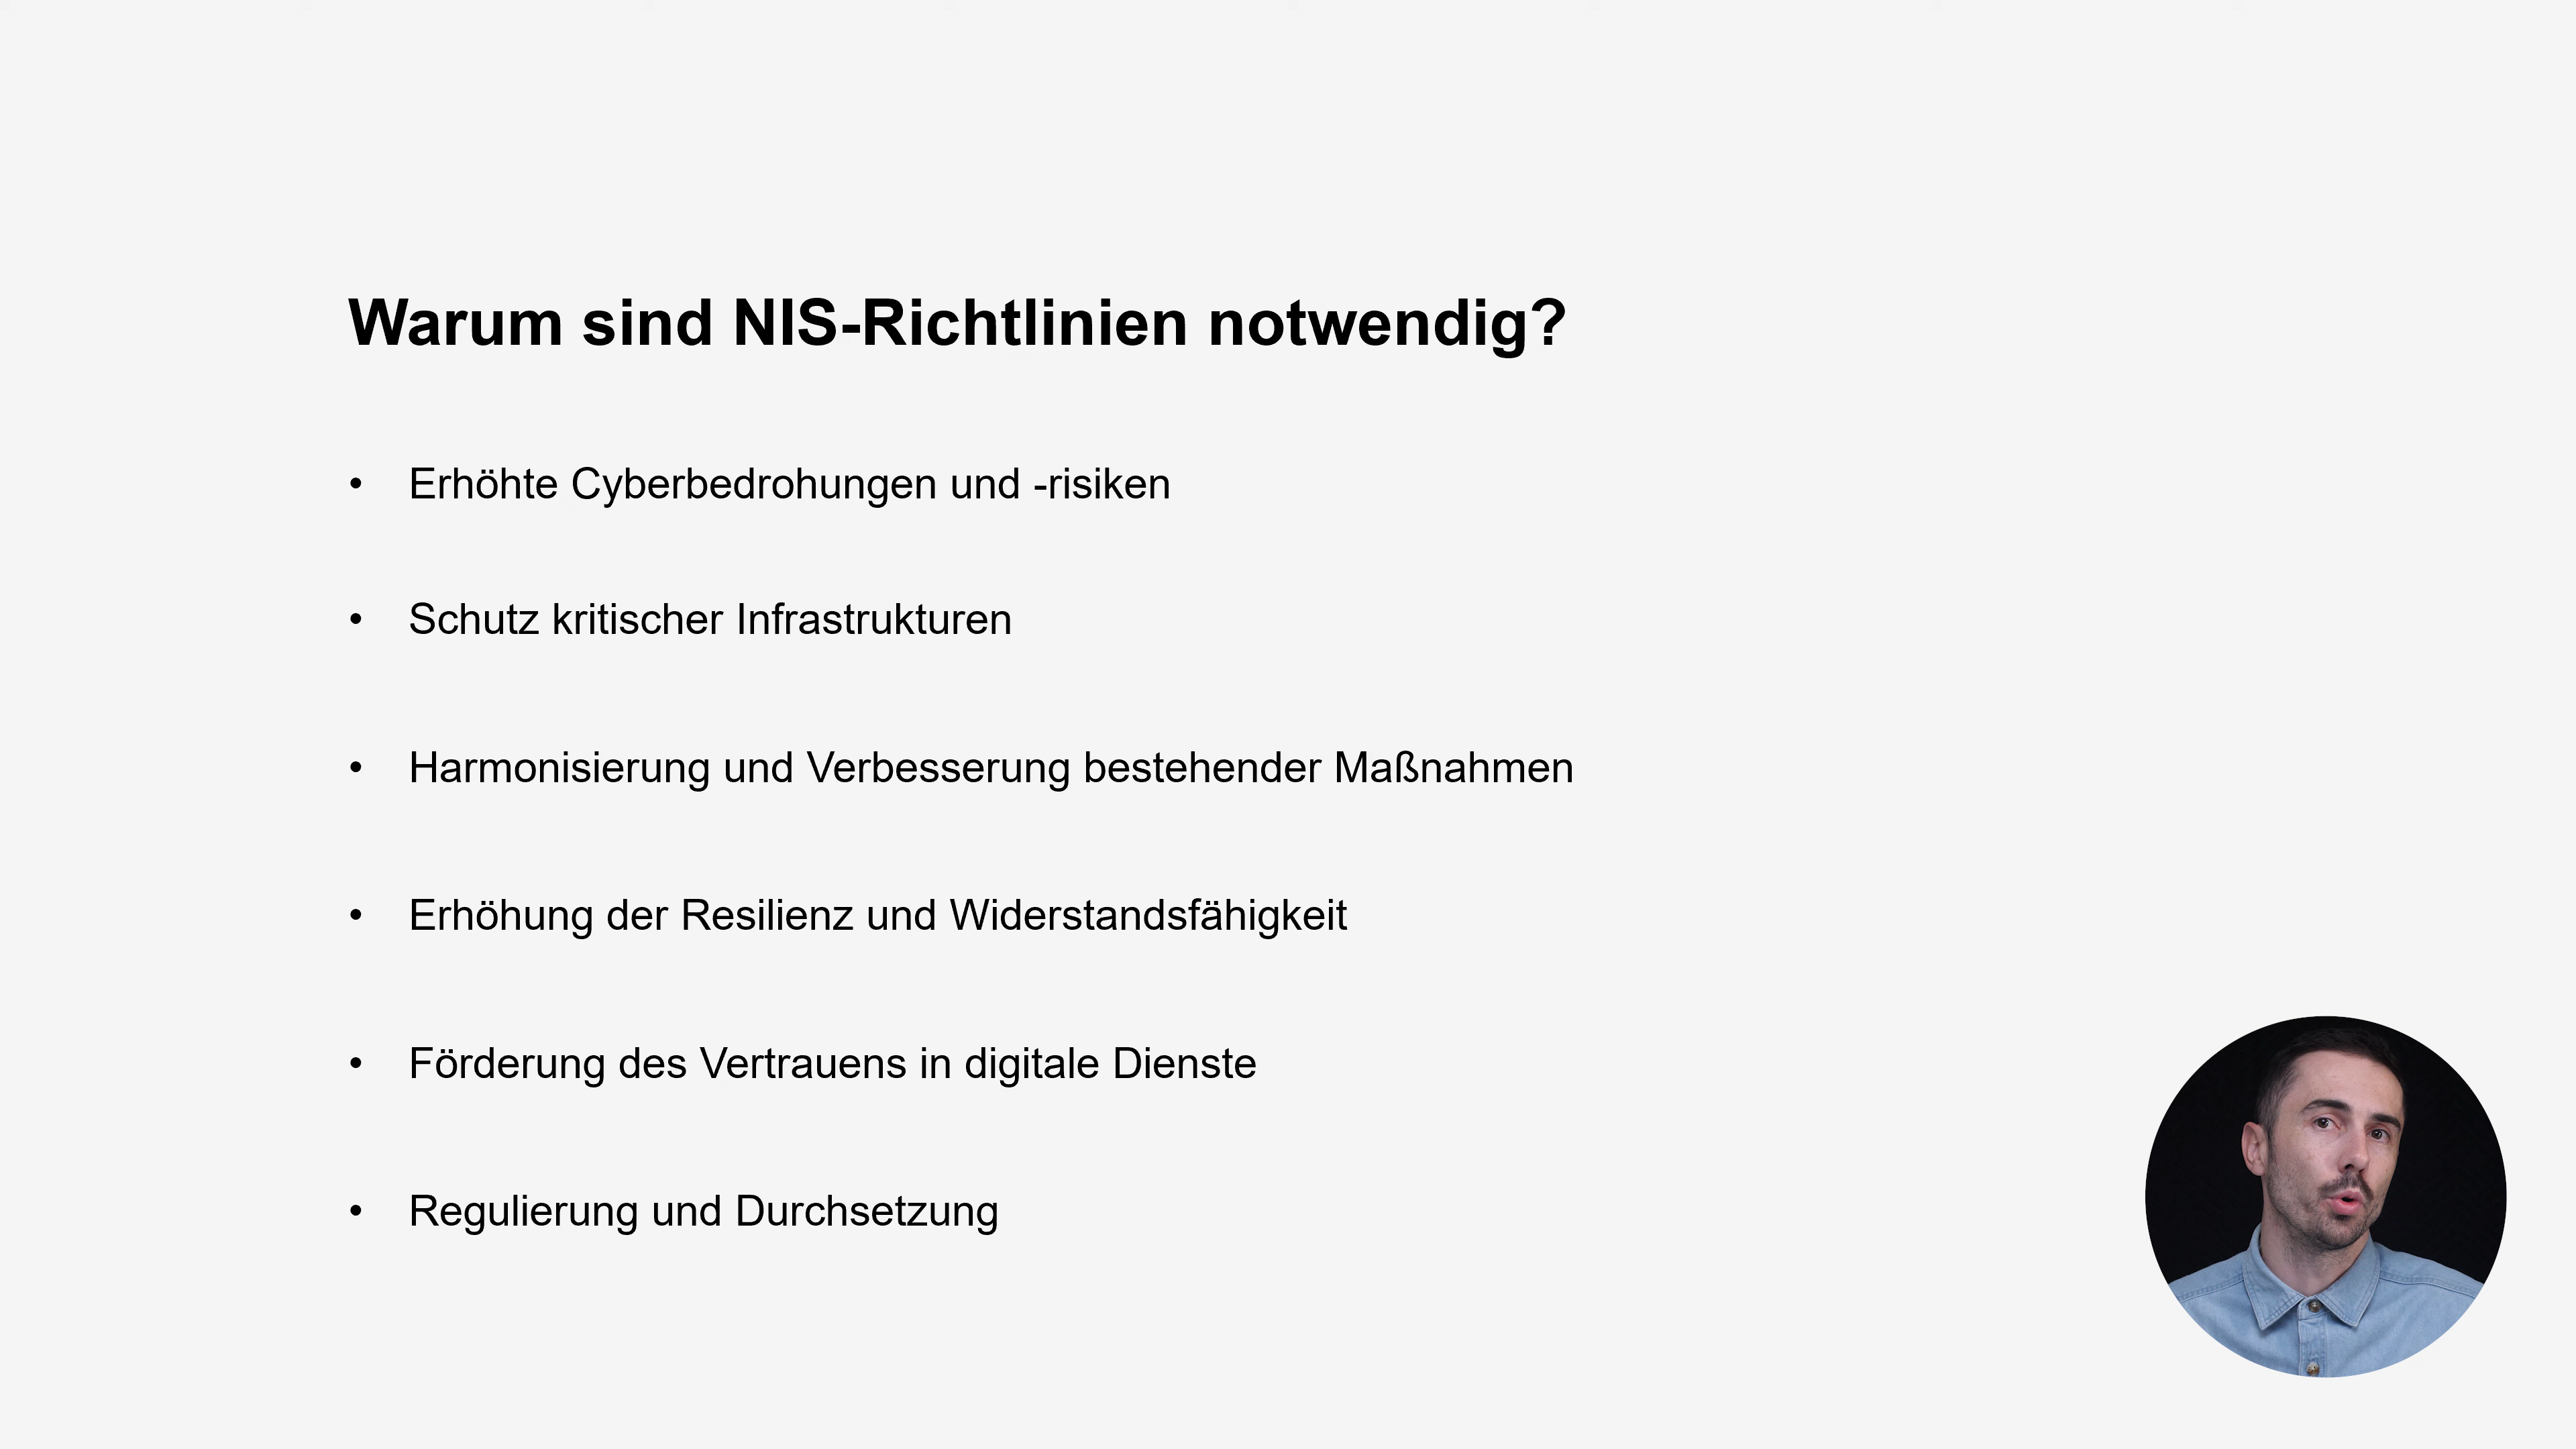 Warum sind NIS-Richtlinien notwendig?
• Erhöhte Cyberbedrohungen und -risiken
• Schutz kritischer Infrastrukturen
• Harmonisierung und Verbesserung bestehender Maßnahmen
• Erhöhung der Resilienz und Widerstandsfähigkeit
• Förderung des Vertrauens in digitale Dienste
• Regulierung und Durchsetzung